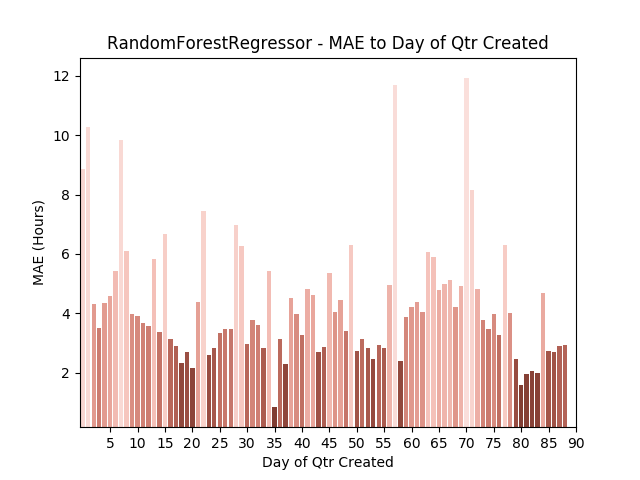 RandomForestRegressor - MAE to Day of Qtr Created
12
10
8
6
4
2
MAE (Hours)
5 10 15 20 25 30 35 40 45 50 55 60 65 70 75 80 85 90
Day of Qtr Created